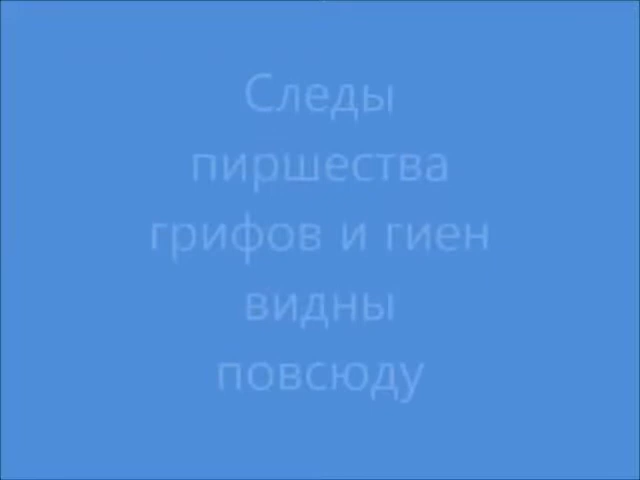 Следы
пиршества
грифов и гиен
видны
повсюду